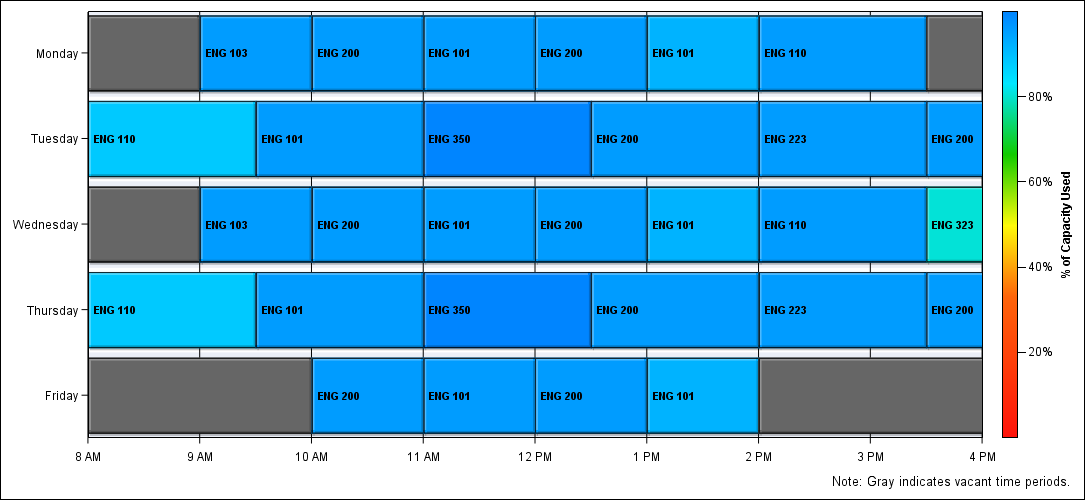 Monday
ENG 103 ENG 200 ENG 101 ENG 200 ENG 101 ENG 110
Tuesday
ENG 110 ENG 101 ENG 350 ENG 200 ENG 223 ENG 200
Wednesday
ENG 103 ENG 200 ENG 101 ENG 200 ENG 101 ENG 110 ENG 323
Thursday
ENG 110 ENG 101 ENG 350 ENG 200 ENG 223 ENG 200
Friday
ENG 200 ENG 101 ENG 200 ENG 101
8 AM 9 AM 10 AM 11 AM 12 PM 1 PM 2 PM 3 PM 4 PM
80%
60%
40%
20%
% of Capacity Used
Note: Gray indicates vacant time periods.